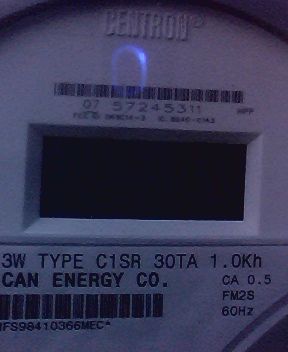 CENTRON®
07 57245311
3W TYPE C1SR 30TA 1.0Kh
CAN ENERGY CO.
CA 0.5
FM2S
60Hz